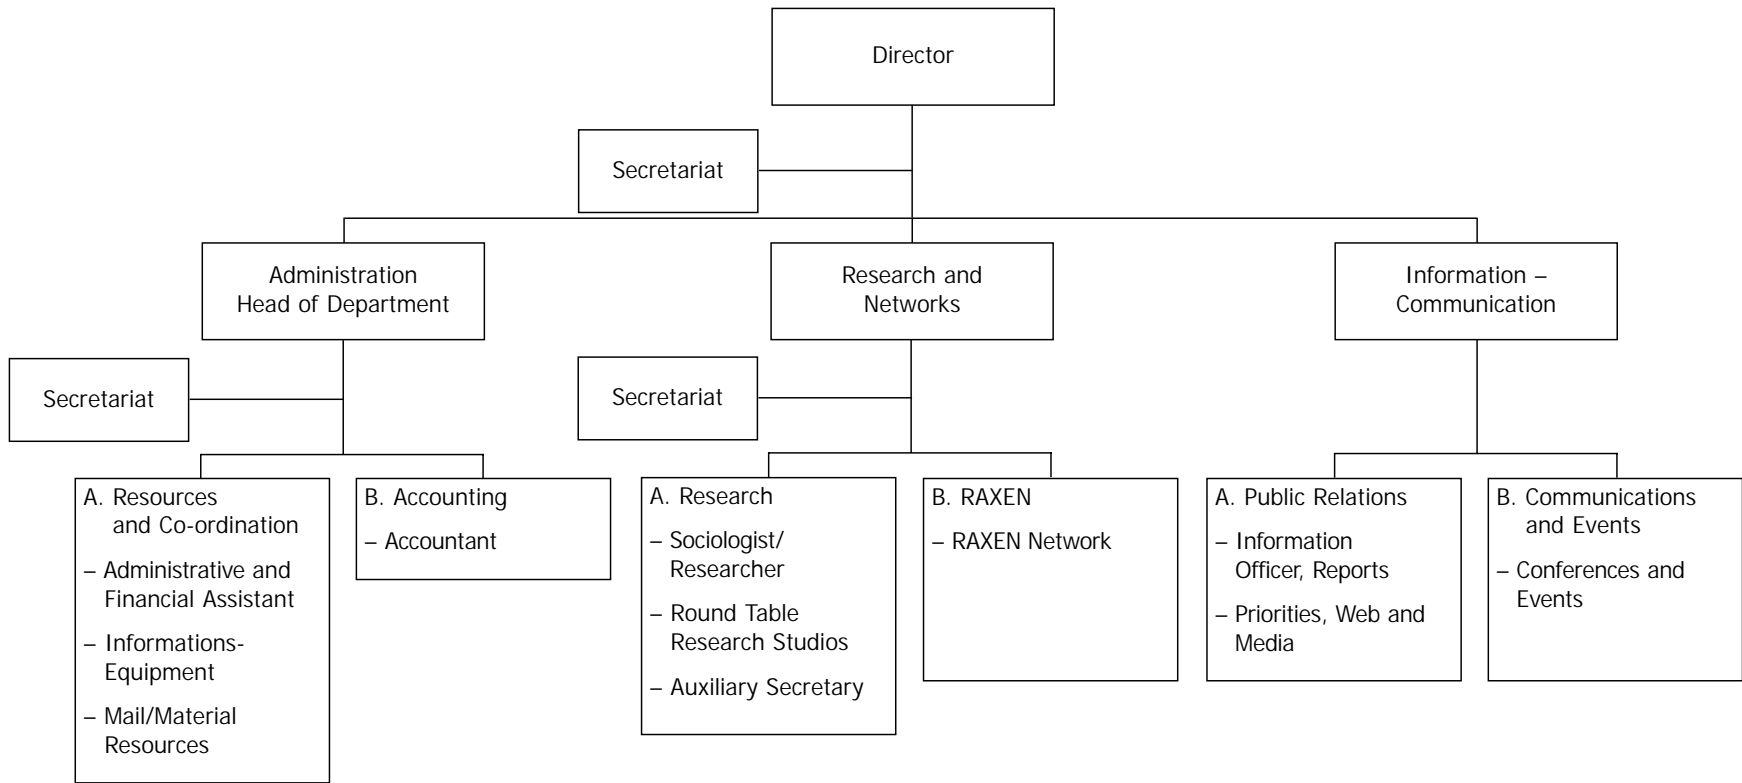 Director
Secretariat
Administration
Head of Department
Research and
Networks
Information –
Communication
Secretariat
Secretariat
A. Resources
and Co-ordination
– Administrative and
Financial Assistant
– Informations-
Equipment
– Mail/Material
Resources
B. Accounting
– Accountant
A. Research
– Sociologist/
Researcher
– Round Table
Research Studios
– Auxiliary Secretary
B. RAXEN
– RAXEN Network
A. Public Relations
– Information
Officer, Reports
– Priorities, Web and
Media
B. Communications
and Events
– Conferences and
Events